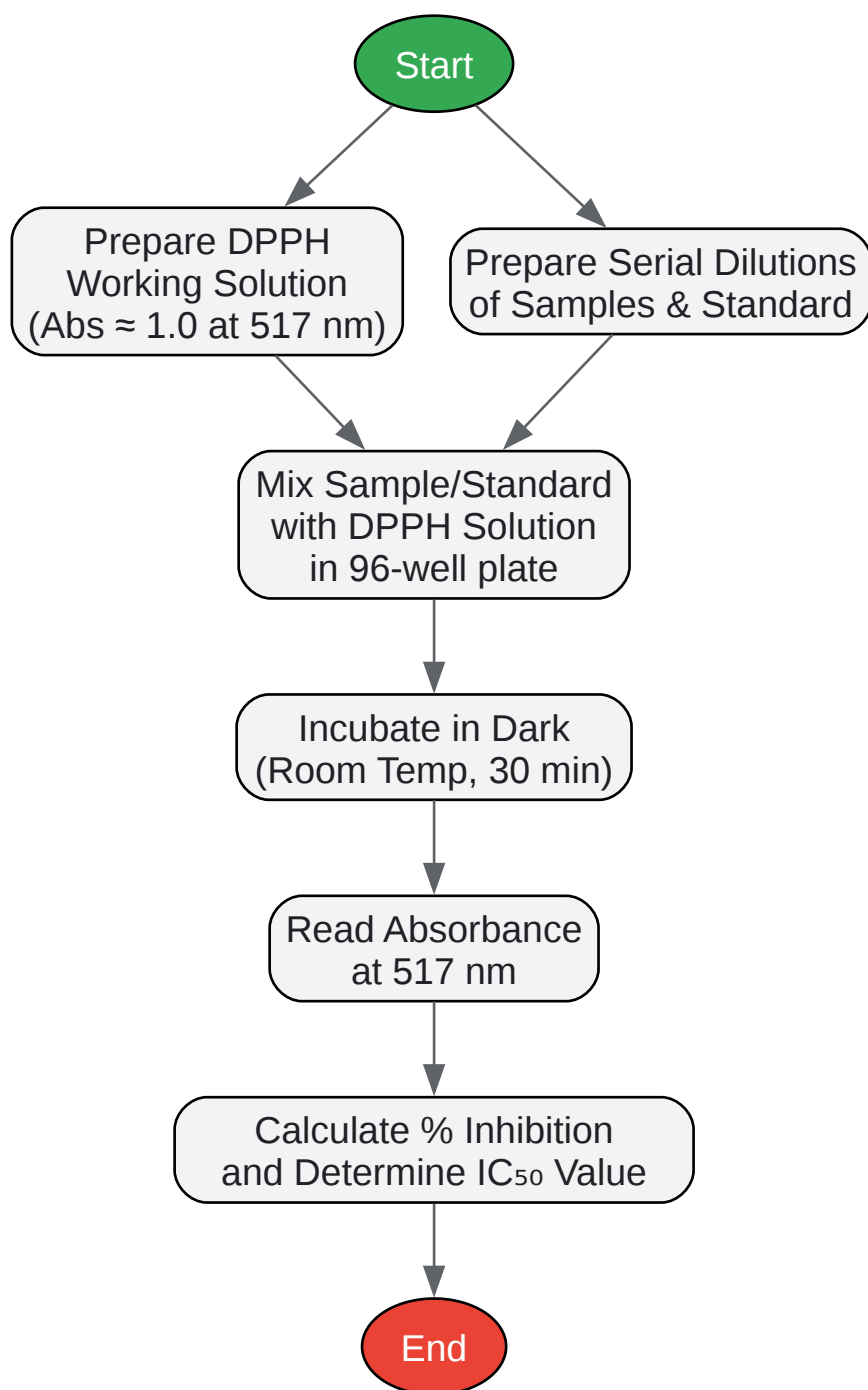 Start
Prepare DPPH
Working Solution
(Abs ≈ 1.0 at 517 nm)
Prepare Serial Dilutions
of Samples & Standard
Mix Sample/Standard
with DPPH Solution
in 96-well plate
Incubate in Dark
(Room Temp, 30 min)
Read Absorbance
at 517 nm
Calculate % Inhibition
and Determine IC₅₀ Value
End